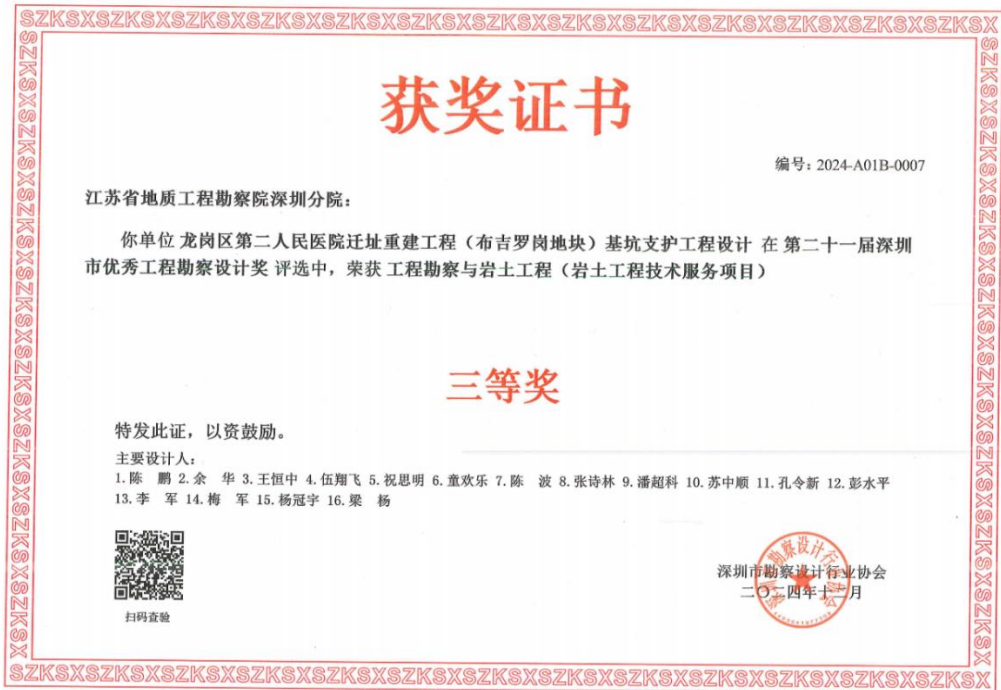 SZKSXSZKSXSZKSXSZKSXSZKSXSZKSXSZKSXSZKSXSZKSXSZKSX
获奖证书
编号：2024-A01B-0007
江苏省地质工程勘察院深圳分院：
你单位 龙岗区第二人民医院迁址重建工程（布吉罗岗地块）基坑支护工程设计 在 第二十一届深圳
市优秀工程勘察设计奖 评选中，荣获 工程勘察与岩土工程（岩土工程技术服务项目）
三等奖
特发此证，以资鼓励。
主要设计人：
1.陈　鹏 2.余　华 3.王恒中 4.伍翔飞 5.祝思明 6.童欢乐 7.陈　波 8.张诗林 9.潘超科 10.苏中顺 11.孔令新 12.彭水平
13.李　军 14.梅　军 15.杨冠宇 16.梁　杨
扫码查验
深圳市勘察设计行业协会
二〇二四年十二月
SZKSXSZKSXSZKSXSZKSXSZKSXSZKSXSZKSXSZKSXSZKSXSZKSX